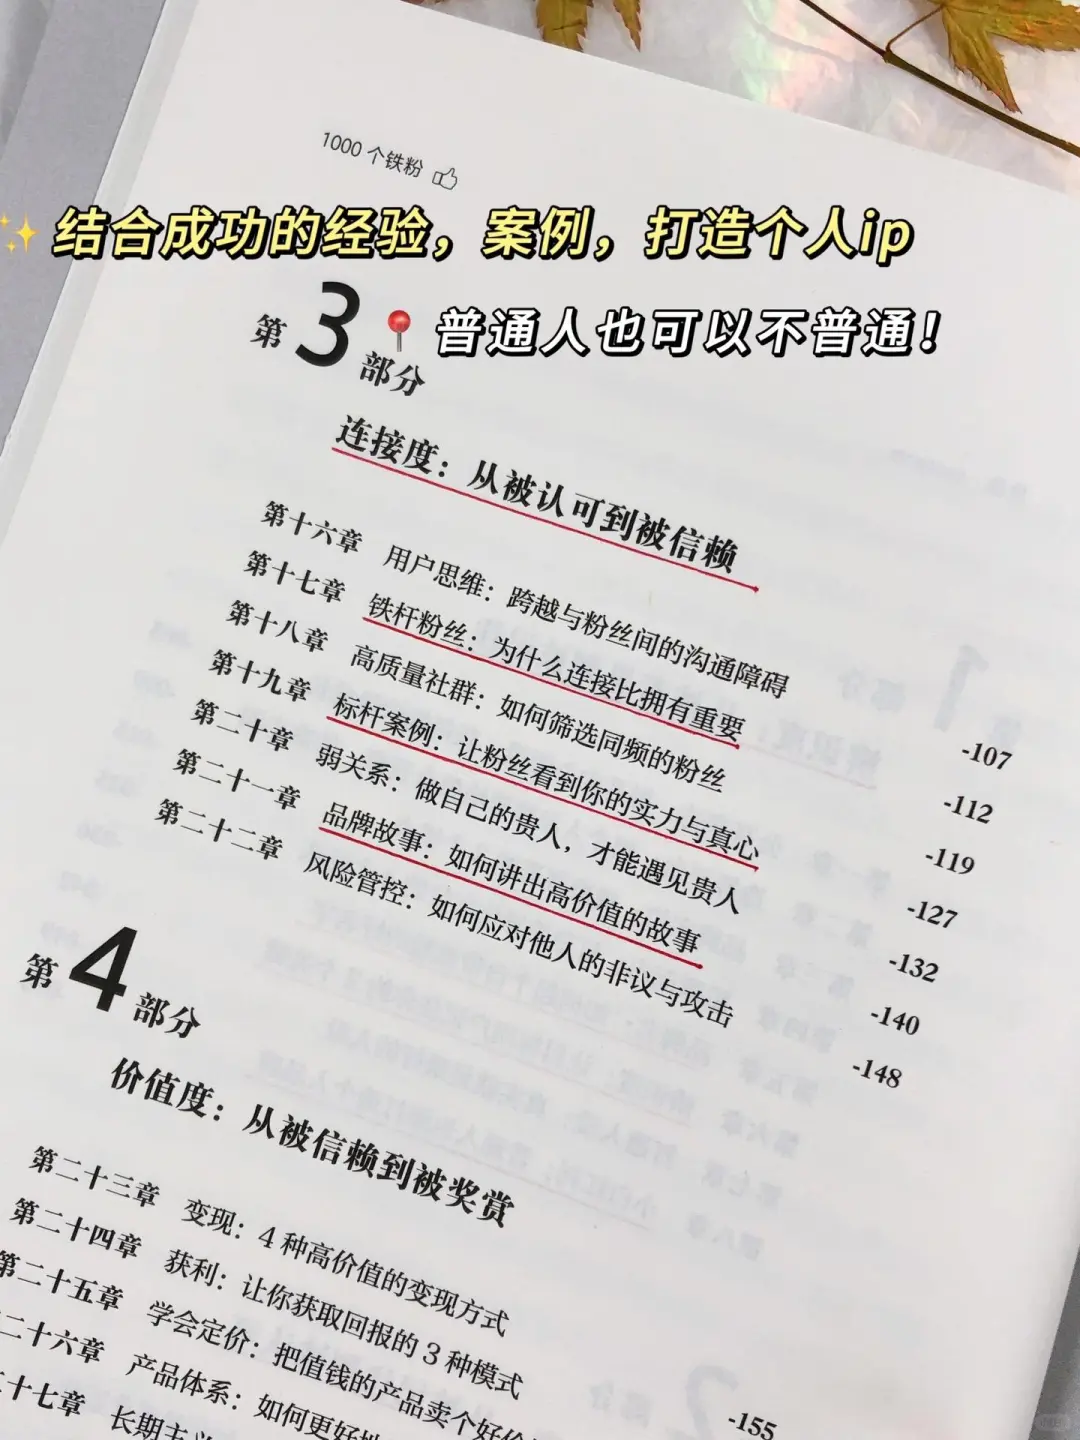 1000 个铁粉
结合成功的经验，案例，打造个人ip
普通人也可以不普通！
第3部分
连接度：从被认可到被信赖
第十六章 用户思维：跨越与粉丝间的沟通障碍 -107
第十七章 铁杆粉丝：为什么连接比拥有重要 -112
第十八章 高质量社群：如何筛选同频的粉丝 -119
第十九章 标杆案例：让粉丝看到你的实力与真心 -127
第二十章 弱关系：做自己的贵人，才能遇见贵人 -132
第二十一章 品牌故事：如何讲出高价值的故事 -140
第二十二章 风险管控：如何应对他人的非议与攻击 -148
第4部分
价值度：从被信赖到被奖赏
第二十三章 变现：4 种高价值的变现方式 -155
第二十四章 获利：让你获取回报的 3 种模式
第二十五章 学会定价：把值钱的产品卖个好价
二十六章 产品体系：如何更好地
十七章 长期主义